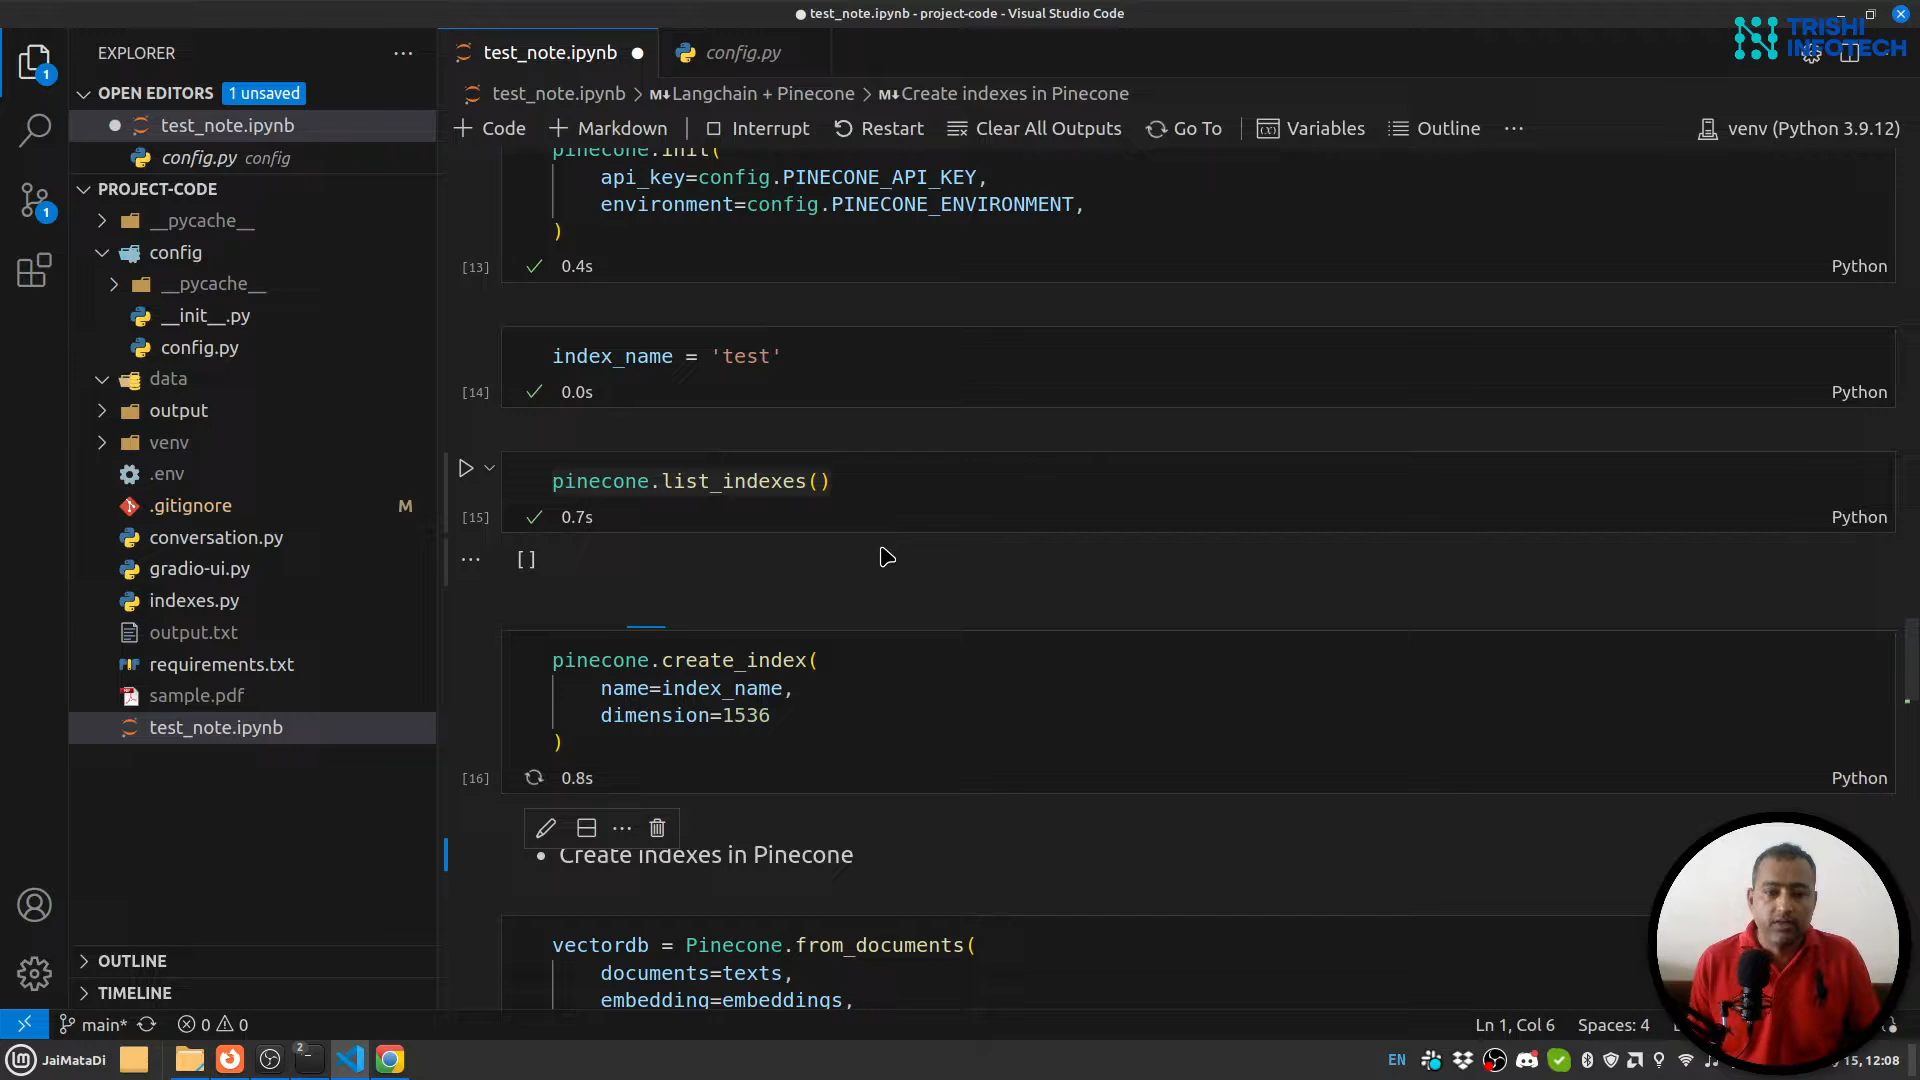 test_note.ipynb - project-code - Visual Studio Code
TRISHI
INFOTECH
EXPLORER
test_note.ipynb
config.py
OPEN EDITORS 1 unsaved
test_note.ipynb > Langchain + Pinecone > Create indexes in Pinecone
test_note.ipynb
Code Markdown Interrupt Restart Clear All Outputs Go To Variables Outline ... venv (Python 3.9.12)
config.py config
PROJECT-CODE
__pycache__
config
__pycache__
__init__.py
config.py
data
output
venv
.env
.gitignore M
conversation.py
gradio-ui.py
indexes.py
output.txt
requirements.txt
sample.pdf
test_note.ipynb
OUTLINE
TIMELINE
pinecone.init(
api_key=config.PINECONE_API_KEY,
environment=config.PINECONE_ENVIRONMENT,
)
[13] 0.4s Python
index_name = 'test'
[14] 0.0s Python
pinecone.list_indexes()
[15] 0.7s Python
... []
pinecone.create_index(
name=index_name,
dimension=1536
)
[16] 0.8s Python
• Create indexes in Pinecone
vectordb = Pinecone.from_documents(
documents=texts,
embedding=embeddings,
main* 0 0 Ln 1, Col 6 Spaces: 4
JaiMataDi 2 EN 15, 12:08